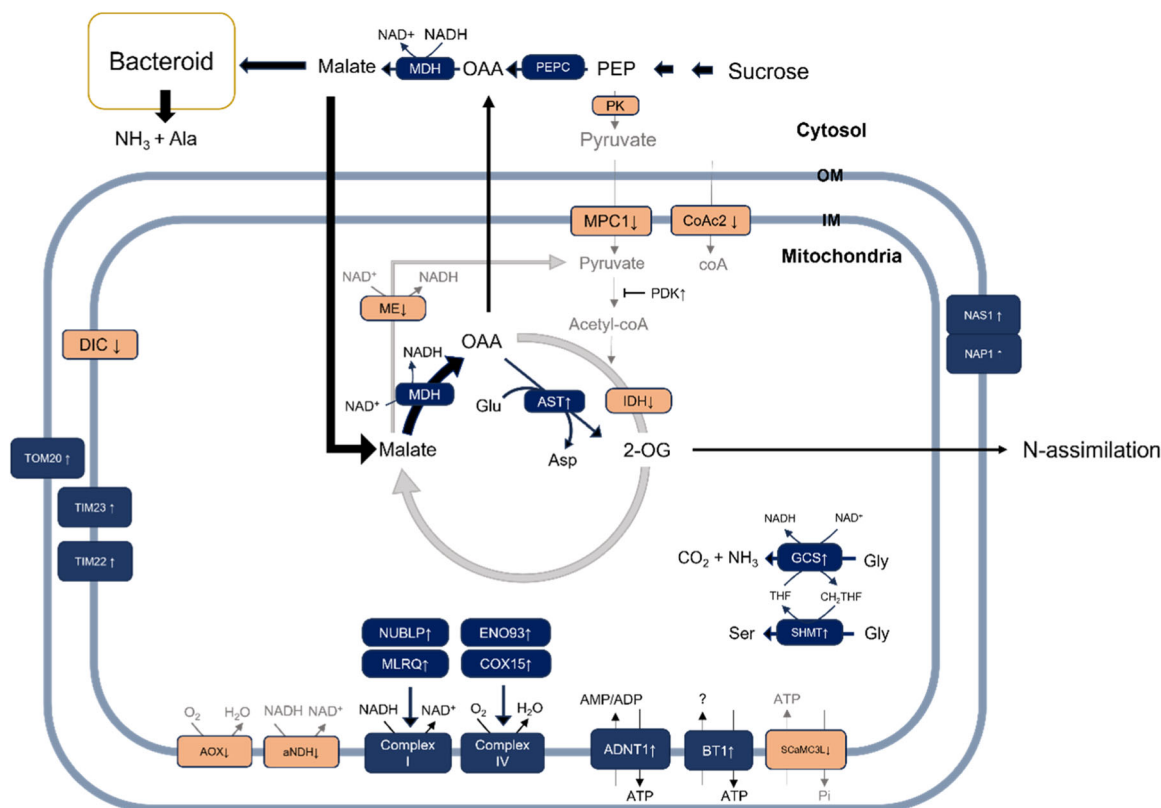 NAD+ NADH
Bacteroid
Malate MDH OAA PEPC PEP Sucrose
PK
NH₃ + Ala
Pyruvate
Cytosol
OM
MPC1↓ CoAc2 ↓ IM
Mitochondria
Pyruvate coA
NAD⁺ NADH
PDK↑
ME↓
NAS1 ↑
Acetyl-coA
DIC ↓
OAA
NAP1
NADH
MDH
NAD⁺
Glu AST↑ IDH↓
Malate Asp 2-OG N-assimilation
TOM20 ↑
TIM23 ↑
TIM22 ↑
NADH NAD⁺
CO₂ + NH₃ GCS↑ Gly
THF CH₂THF
Ser SHMT↑ Gly
NUBLP↑ ENO93↑
MLRQ↑ COX15↑
O₂ H₂O NADH NAD⁺ NADH NAD⁺ O₂ H₂O AMP/ADP ? ATP
AOX↓ aNDH↓ Complex I Complex IV ADNT1↑ BT1↑ SCaMC3L↓
ATP ATP Pi